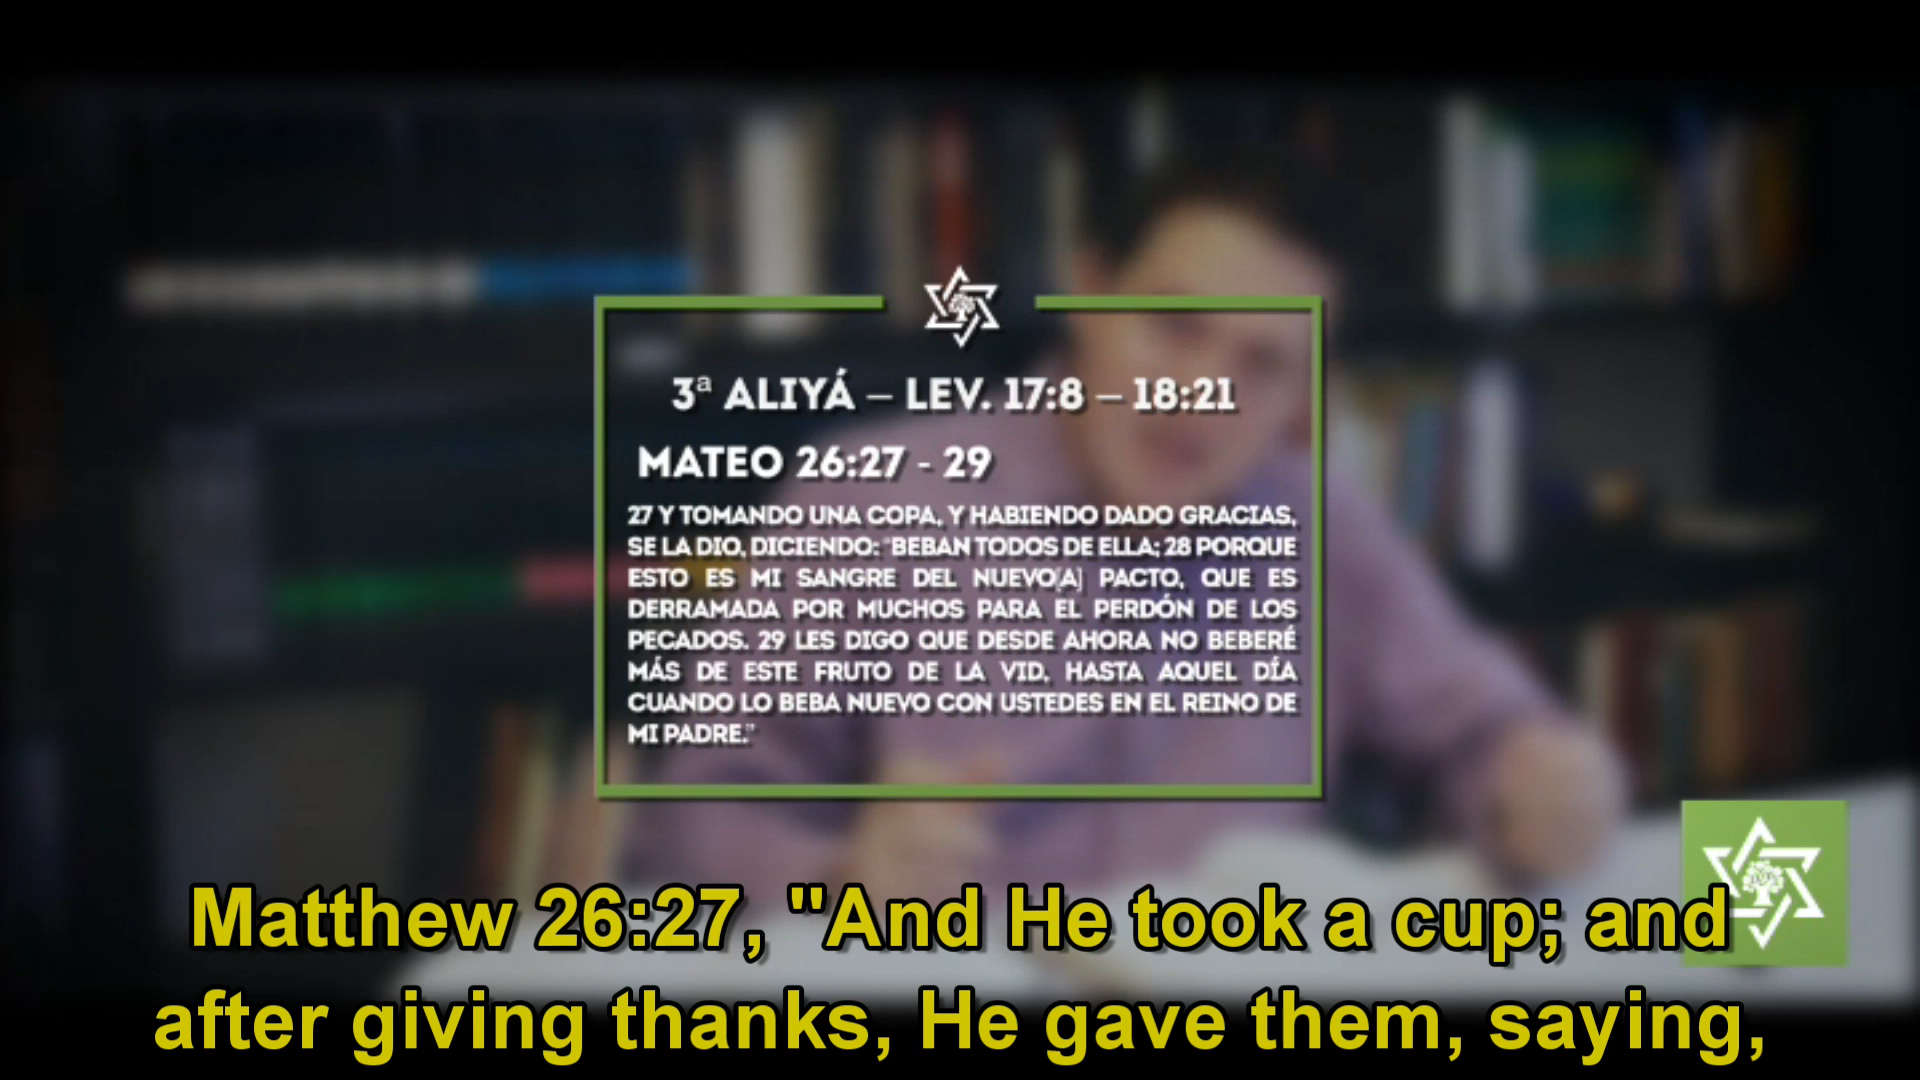 3ª ALIYÁ – LEV. 17:8 – 18:21
MATEO 26:27 - 29
27 Y TOMANDO UNA COPA, Y HABIENDO DADO GRACIAS,
SE LA DIO, DICIENDO: "BEBAN TODOS DE ELLA; 28 PORQUE
ESTO ES MI SANGRE DEL NUEVO[A] PACTO, QUE ES
DERRAMADA POR MUCHOS PARA EL PERDÓN DE LOS
PECADOS. 29 LES DIGO QUE DESDE AHORA NO BEBERÉ
MÁS DE ESTE FRUTO DE LA VID, HASTA AQUEL DÍA
CUANDO LO BEBA NUEVO CON USTEDES EN EL REINO DE
MI PADRE."
Matthew 26:27, "And He took a cup; and
after giving thanks, He gave them, saying,